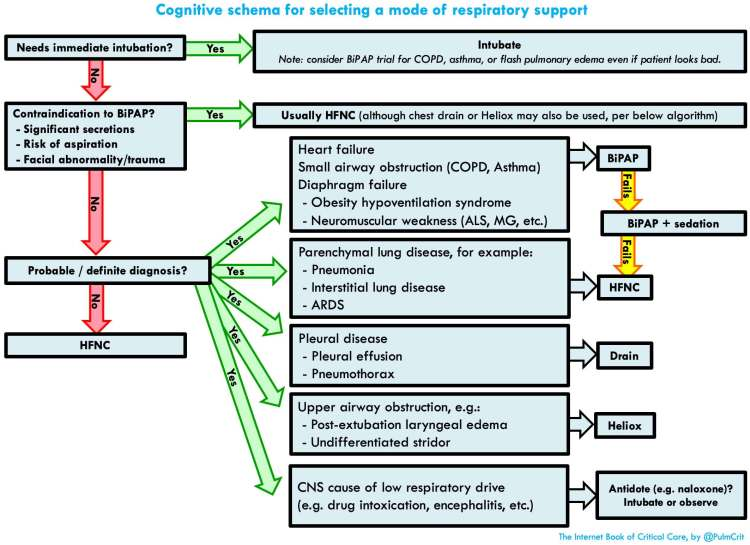 Cognitive schema for selecting a mode of respiratory support
Needs immediate intubation?
Yes
Intubate
Note: consider BiPAP trial for COPD, asthma, or flash pulmonary edema even if patient looks bad.
No
Contraindication to BiPAP?
- Significant secretions
- Risk of aspiration
- Facial abnormality/trauma
Yes
Usually HFNC (although chest drain or Heliox may also be used, per below algorithm)
No
Probable / definite diagnosis?
No
HFNC
Yes
Heart failure
Small airway obstruction (COPD, Asthma)
Diaphragm failure
- Obesity hypoventilation syndrome
- Neuromuscular weakness (ALS, MG, etc.)
BiPAP
Fails
BiPAP + sedation
Fails
Yes
Parenchymal lung disease, for example:
- Pneumonia
- Interstitial lung disease
- ARDS
HFNC
Yes
Pleural disease
- Pleural effusion
- Pneumothorax
Drain
Yes
Upper airway obstruction, e.g.:
- Post-extubation laryngeal edema
- Undifferentiated stridor
Heliox
Yes
CNS cause of low respiratory drive
(e.g. drug intoxication, encephalitis, etc.)
Antidote (e.g. naloxone)?
Intubate or observe
The Internet Book of Critical Care, by @PulmCrit